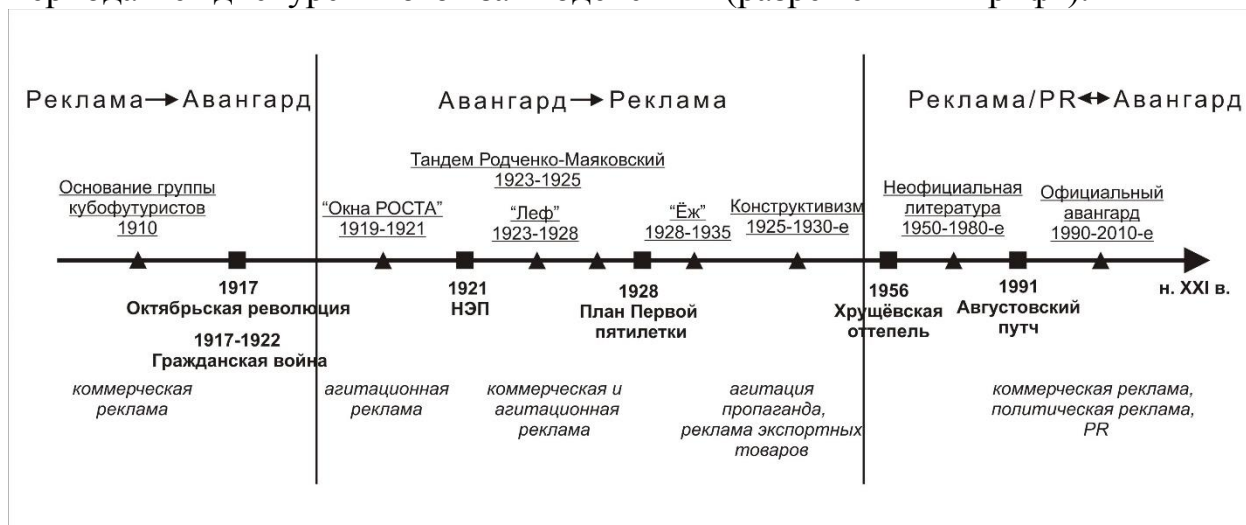 Реклама→Авангард
Авангард→Реклама
Реклама/PR↔Авангард
Основание группы
кубофутуристов
1910
"Окна РОСТА"
1919-1921
Тандем Родченко-Маяковский
1923-1925
"Леф"
1923-1928
"Ёж"
1928-1935
Конструктивизм
1925-1930-е
Неофициальная
литература
1950-1980-е
Официальный
авангард
1990-2010-е
1917
Октябрьская революция
1917-1922
Гражданская война
1921
НЭП
1928
План Первой
пятилетки
1956
Хрущёвская
оттепель
1991
Августовский
путч
н. XXI в.
коммерческая
реклама
агитационная
реклама
коммерческая и
агитационная
реклама
агитация
пропаганда,
реклама экспортных
товаров
коммерческая реклама,
политическая реклама,
PR